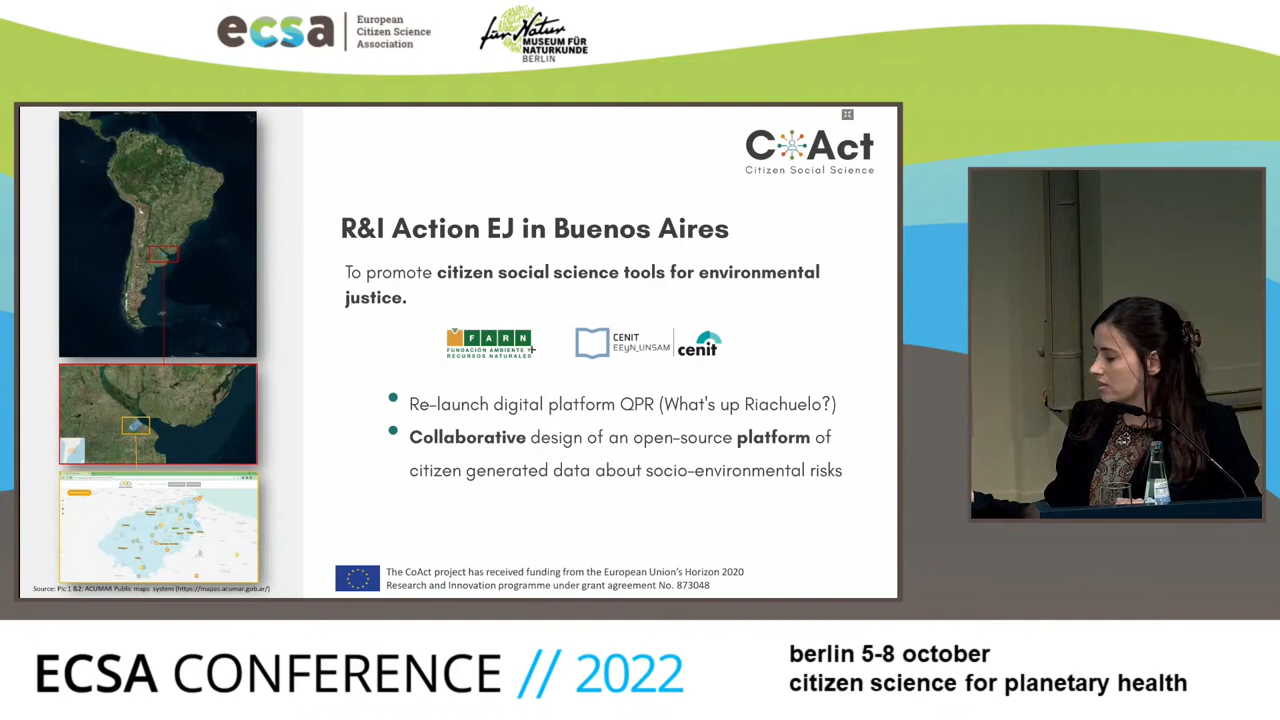 ecsa
European
Citizen Science
Association
für Natur
MUSEUM FÜR
NATURKUNDE
BERLIN
CoAct
Citizen Social Science
R&I Action EJ in Buenos Aires
To promote citizen social science tools for environmental
justice.
FARN
FUNDACIÓN AMBIENTE Y
RECURSOS NATURALES
CENIT
EEyN_UNSAM
cenit
Re-launch digital platform QPR (What's up Riachuelo?)
Collaborative design of an open-source platform of
citizen generated data about socio-environmental risks
The CoAct project has received funding from the European Union's Horizon 2020
Research and Innovation programme under grant agreement No. 873048
Source: Pic.1 &2: ACUMAR Public maps system (https://mapas.acumar.gob.ar/)
ECSA CONFERENCE // 2022
berlin 5-8 october
citizen science for planetary health